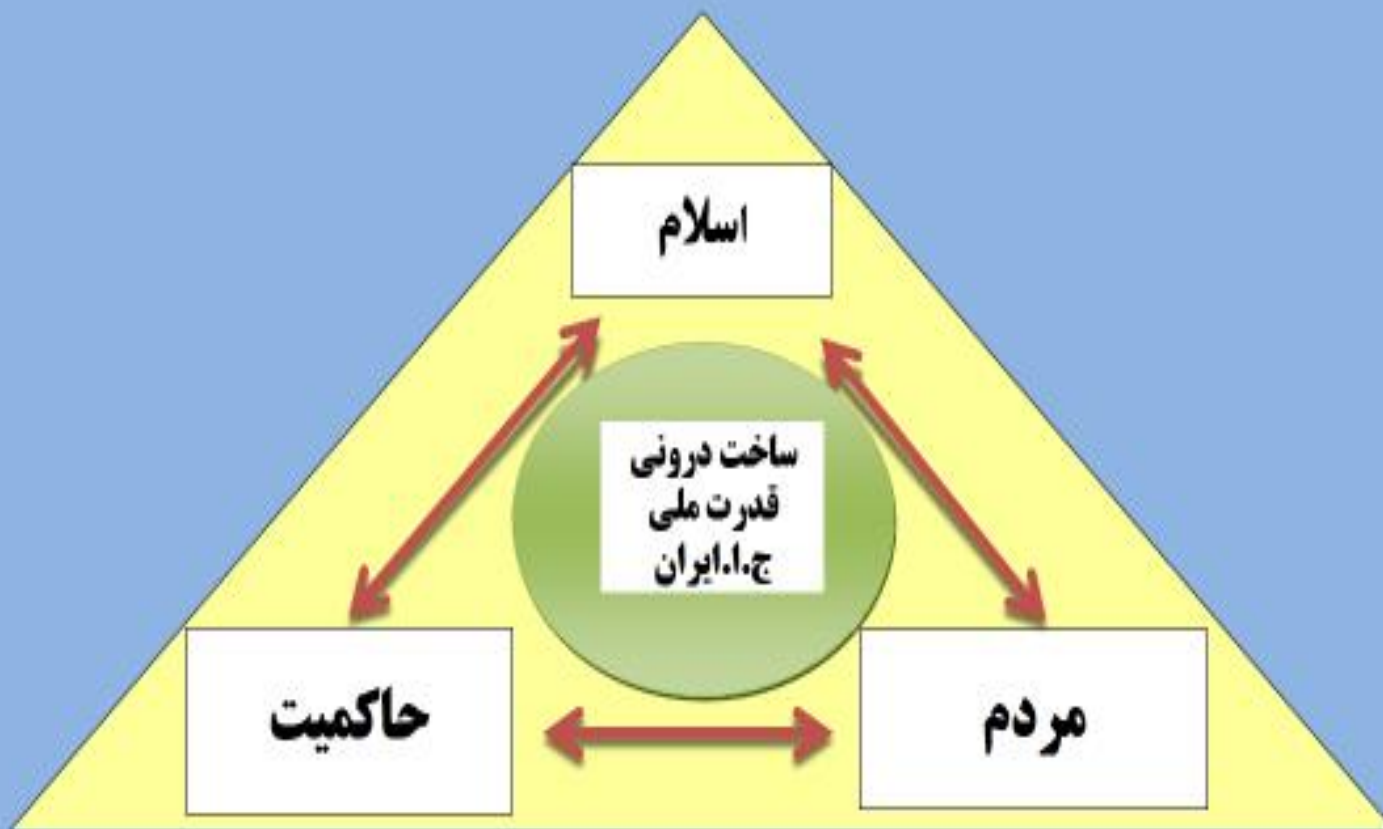 اسلام
ساخت درونی
قدرت ملی
ج.ا.ایران
مردم
حاکمیت